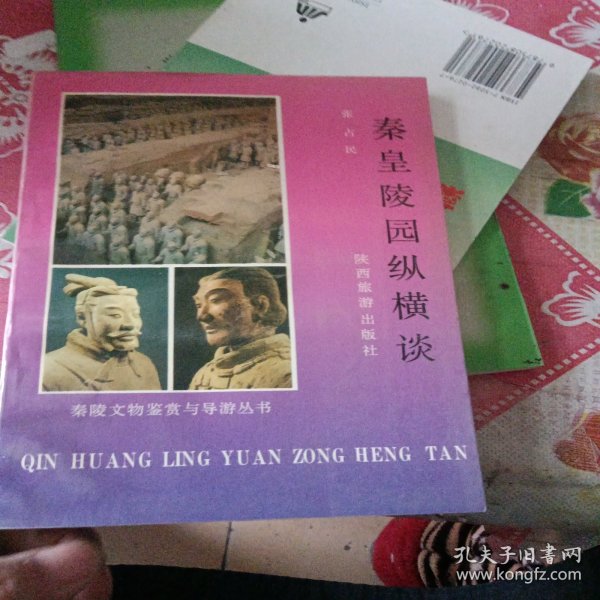 秦皇陵园纵横谈
张占民
陕西旅游出版社
秦陵文物鉴赏与导游丛书
QIN HUANG LING YUAN ZONG HENG TAN
孔夫子旧书网
www.kongfz.com